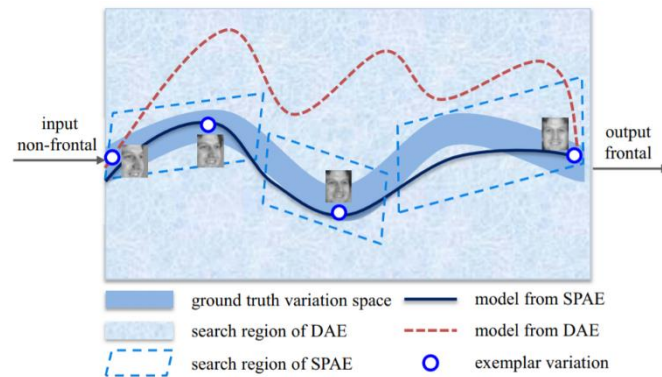 input
non-frontal
output
frontal
ground truth variation space
model from SPAE
search region of DAE
model from DAE
search region of SPAE
exemplar variation